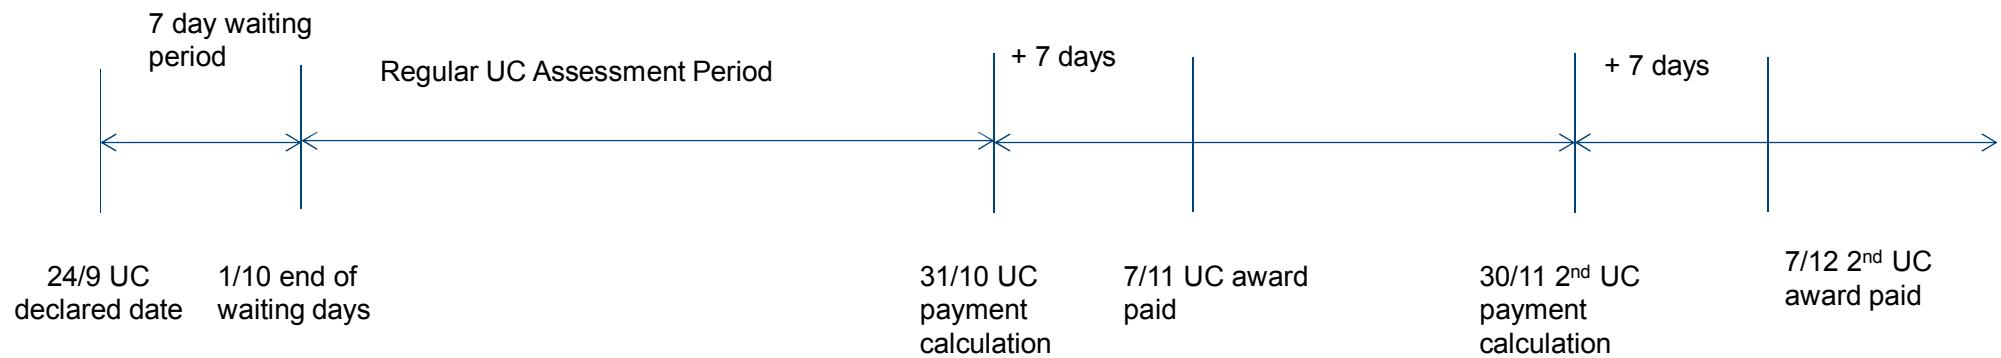 7 day waiting
period
Regular UC Assessment Period
+ 7 days
+ 7 days
24/9 UC
declared date
1/10 end of
waiting days
31/10 UC
payment
calculation
7/11 UC award
paid
30/11 2nd UC
payment
calculation
7/12 2nd UC
award paid